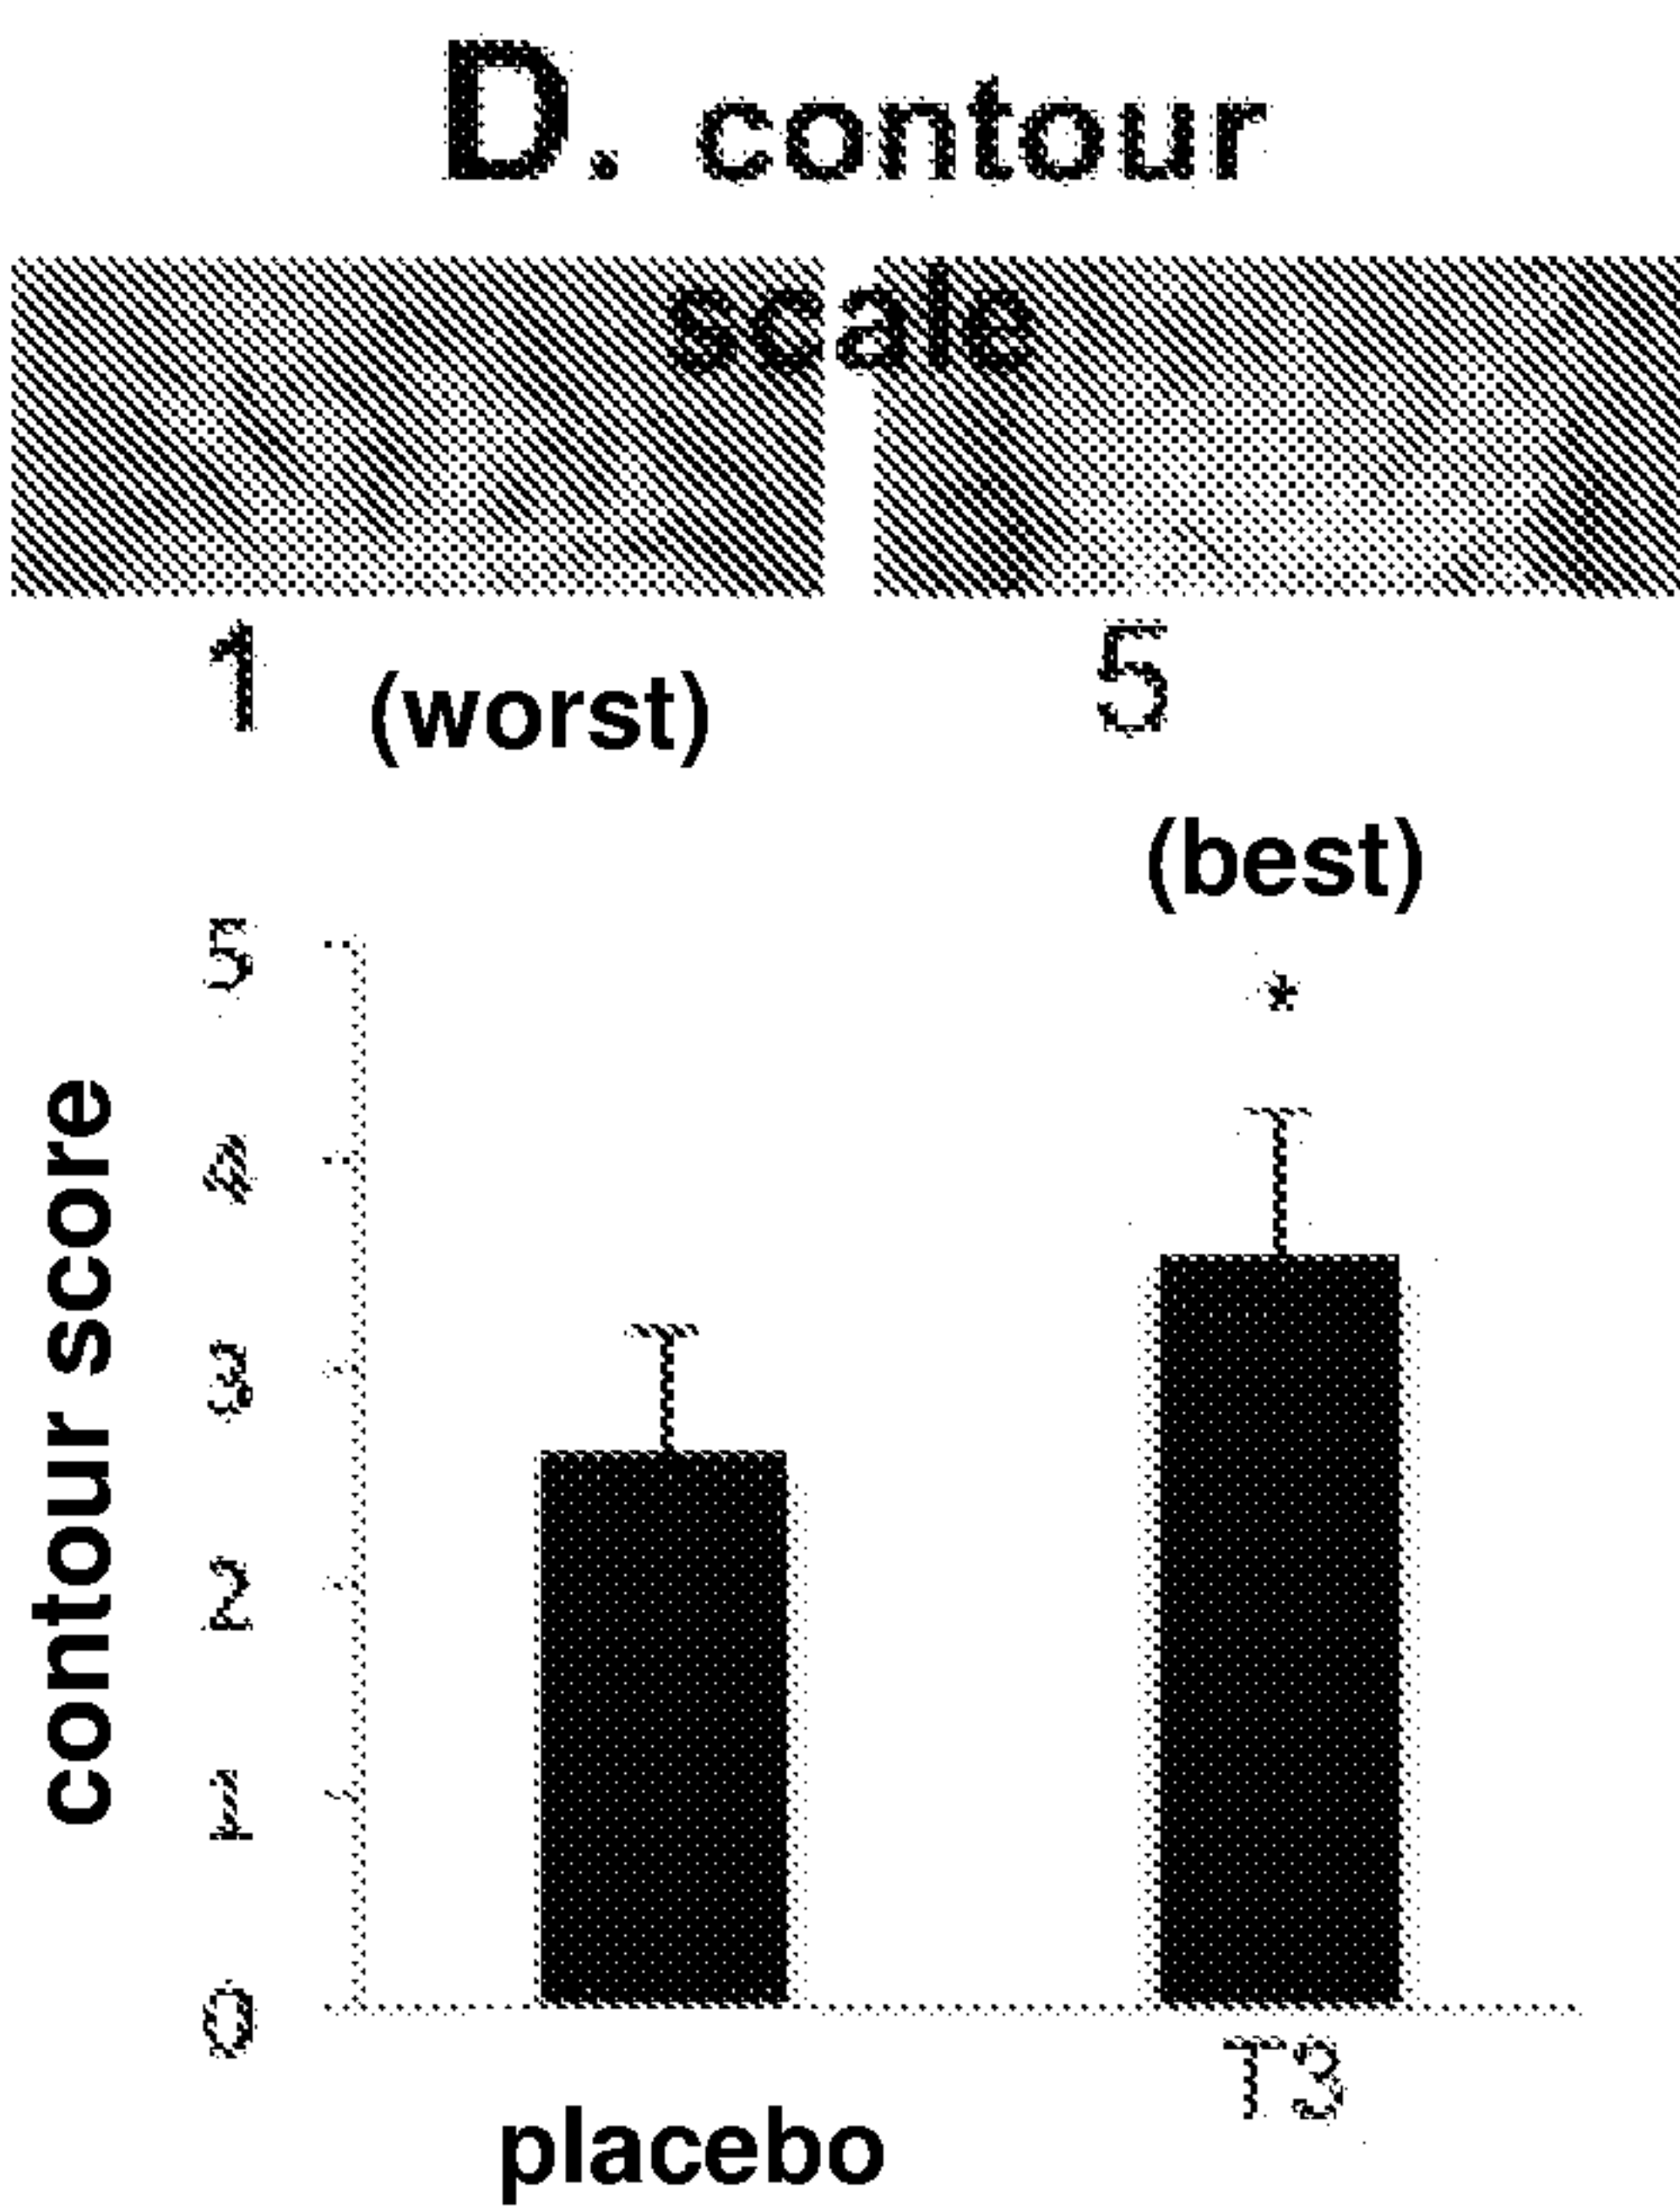 D. contour
scale
1 (worst) 5
(best)
*
contour score
5
4
3
2
1
0
T3
placebo